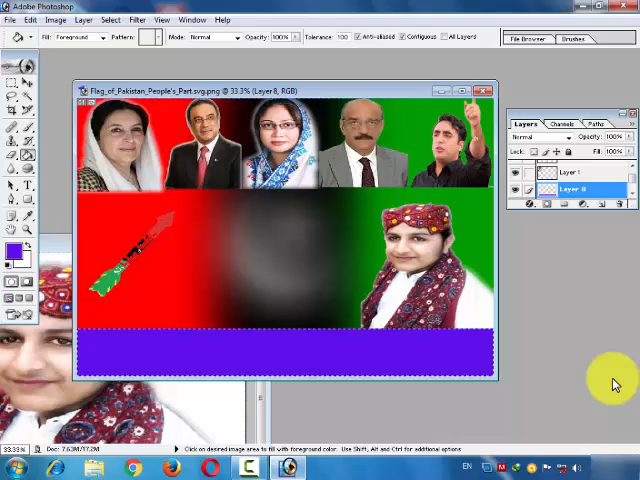 Adobe Photoshop
File Edit Image Layer Select Filter View Window Help
Fill: Foreground Pattern: Mode: Normal Opacity: 100% Tolerance: 100 Anti-aliased Contiguous All Layers
File Browser Brushes
Flag_of_Pakistan_People's_Part.svg.png @ 33.3% (Layer 8, RGB)
Layers Channels Paths
Normal Opacity: 100%
Lock: Fill: 100%
Layer 1
Layer 8
33.33% Doc: 7.63M/17.2M Click on desired area to fill with foreground color. Use Shift, Alt and Ctrl for additional options
EN